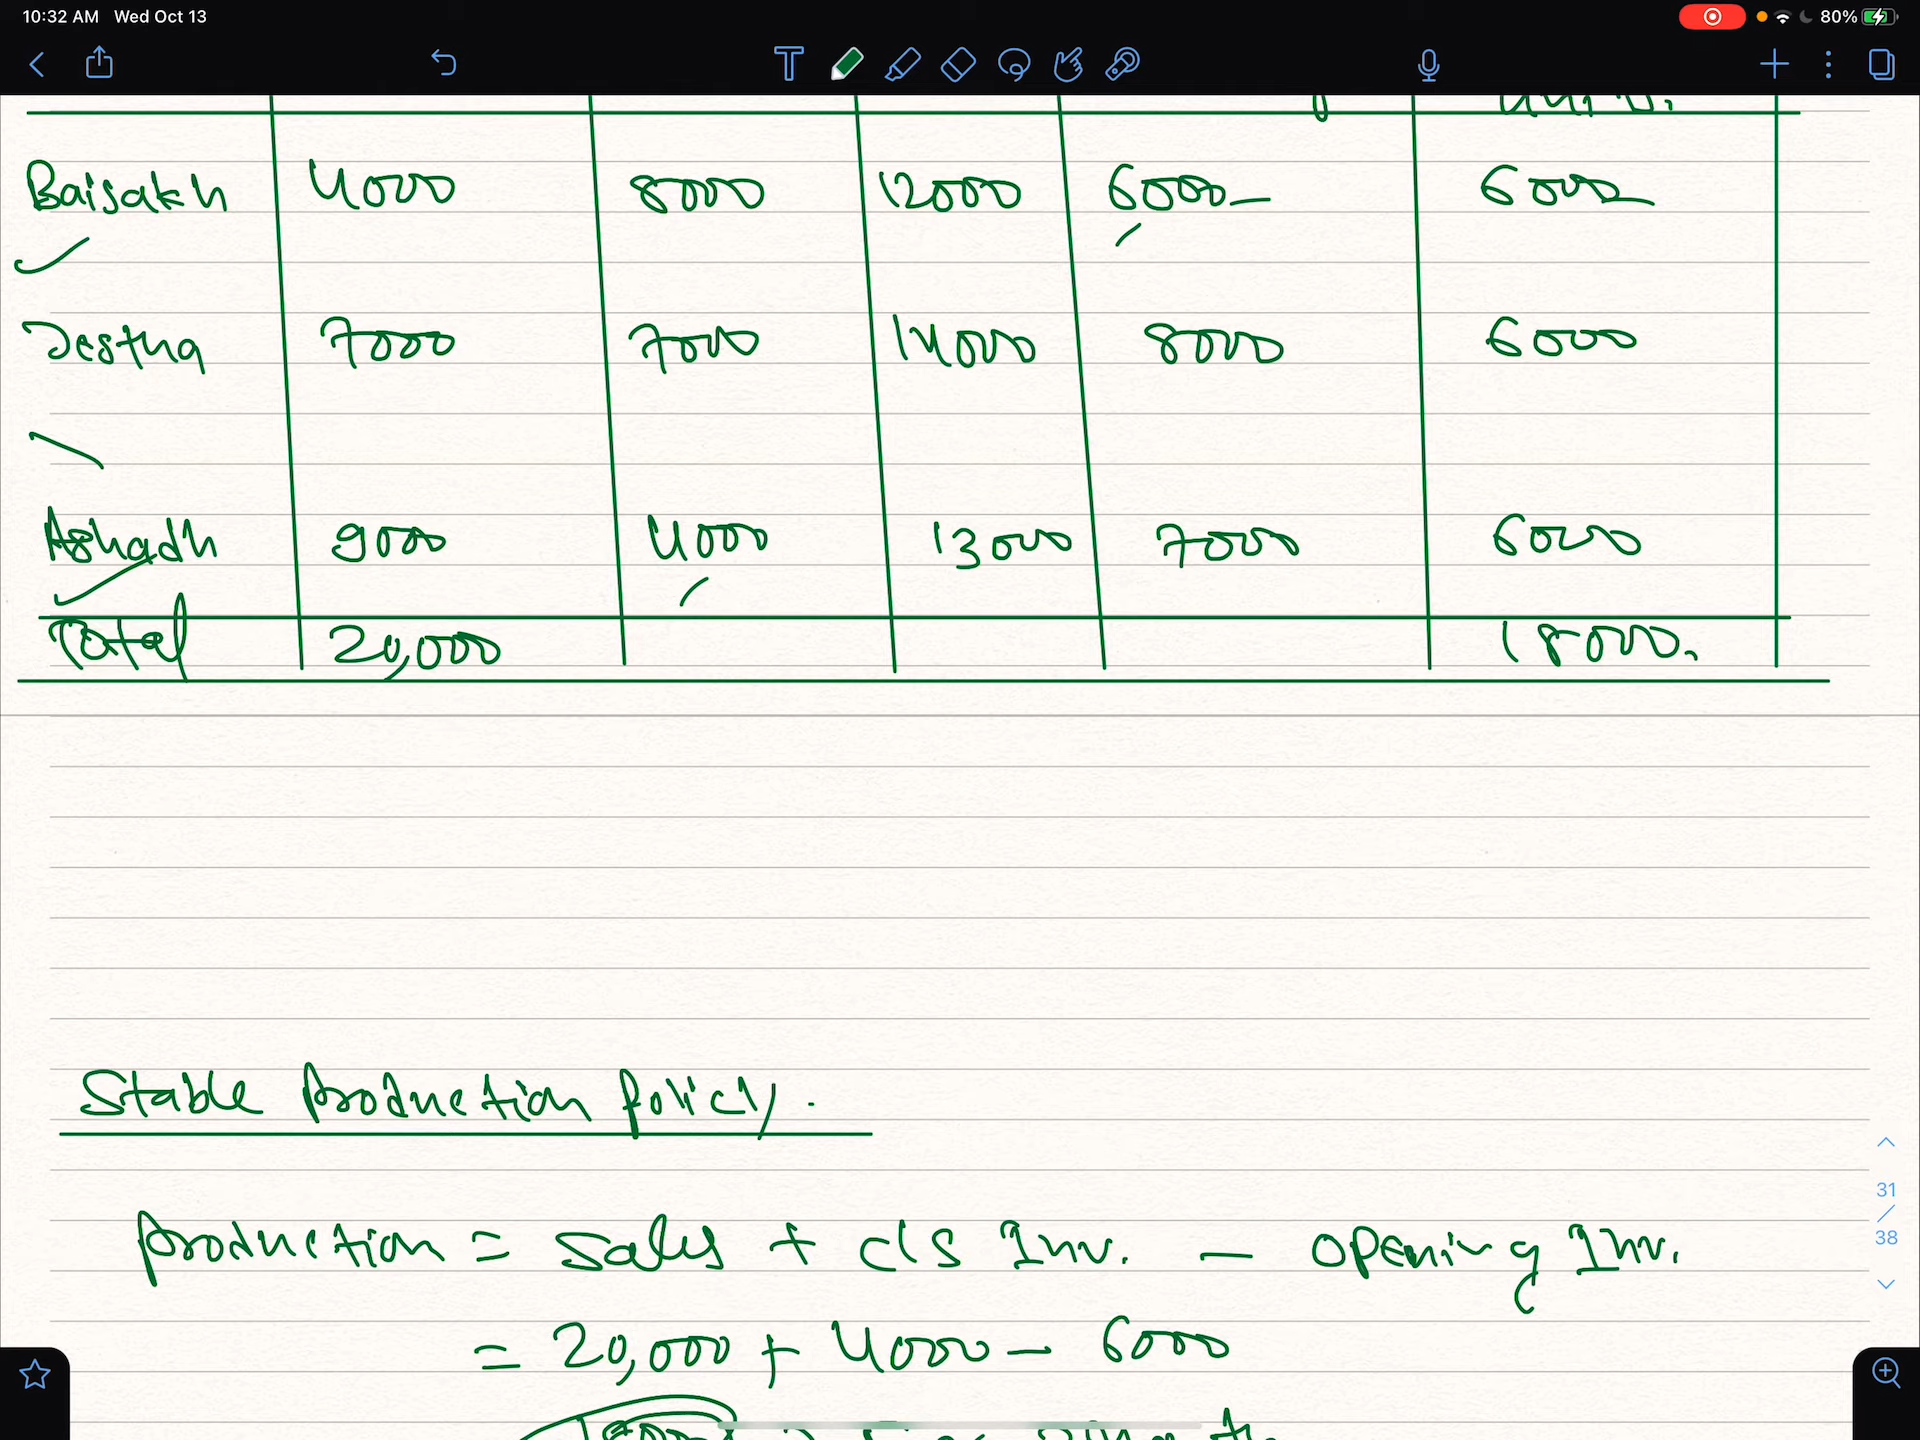 10:32 AM Wed Oct 13 80%
Baisakh 4000 8000 12000 6000 6000
Jestha 7000 7000 14000 8000 6000
Ashadh 9000 4000 13000 7000 6000
Total 20,000 18000.
Stable Production Policy.
Production = Sales + cls Inv. - opening Inv.
31
/
38
= 20,000 + 4000 - 6000